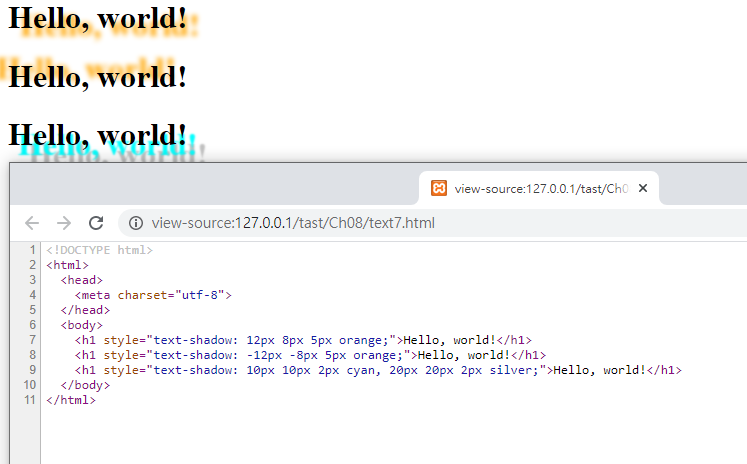 Hello, world!
Hello, world!
Hello, world!
view-source:127.0.0.1/tast/Ch0
view-source:127.0.0.1/tast/Ch08/text7.html
1 <!DOCTYPE html>
2 <html>
3 <head>
4 <meta charset="utf-8">
5 </head>
6 <body>
7 <h1 style="text-shadow: 12px 8px 5px orange;">Hello, world!</h1>
8 <h1 style="text-shadow: -12px -8px 5px orange;">Hello, world!</h1>
9 <h1 style="text-shadow: 10px 10px 2px cyan, 20px 20px 2px silver;">Hello, world!</h1>
10 </body>
11 </html>